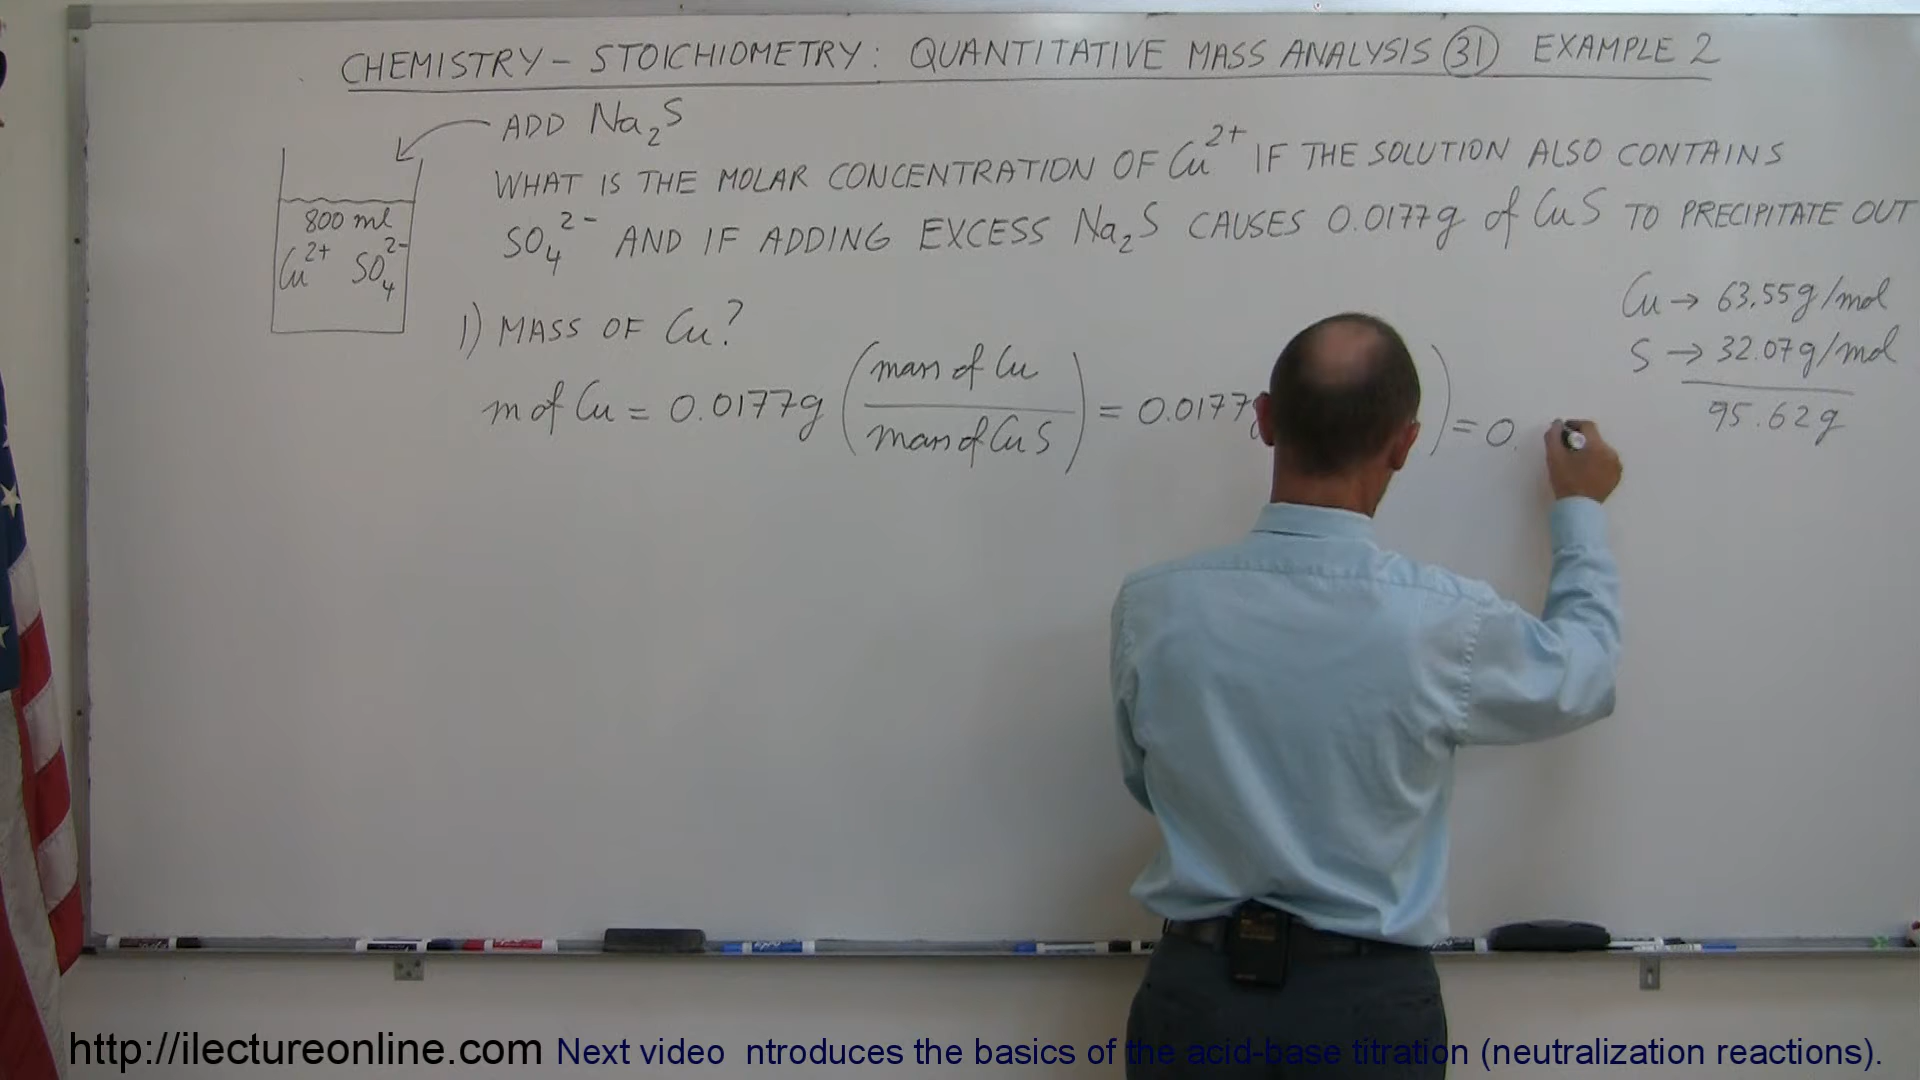 CHEMISTRY – STOICHIOMETRY: QUANTITATIVE MASS ANALYSIS 31 EXAMPLE 2
ADD Na₂S
WHAT IS THE MOLAR CONCENTRATION OF Cu²⁺ IF THE SOLUTION ALSO CONTAINS
SO₄²⁻ AND IF ADDING EXCESS Na₂S CAUSES 0.0177g of CuS TO PRECIPITATE OUT
800 ml
Cu²⁺ SO₄²⁻
Cu → 63.55g/mol
S → 32.07g/mol
95.62g
1) MASS OF Cu?
m of Cu = 0.0177g (mass of Cu / mass of CuS) = 0.0177g ) = 0.
http://ilectureonline.com Next video ntroduces the basics of the acid-base titration (neutralization reactions).